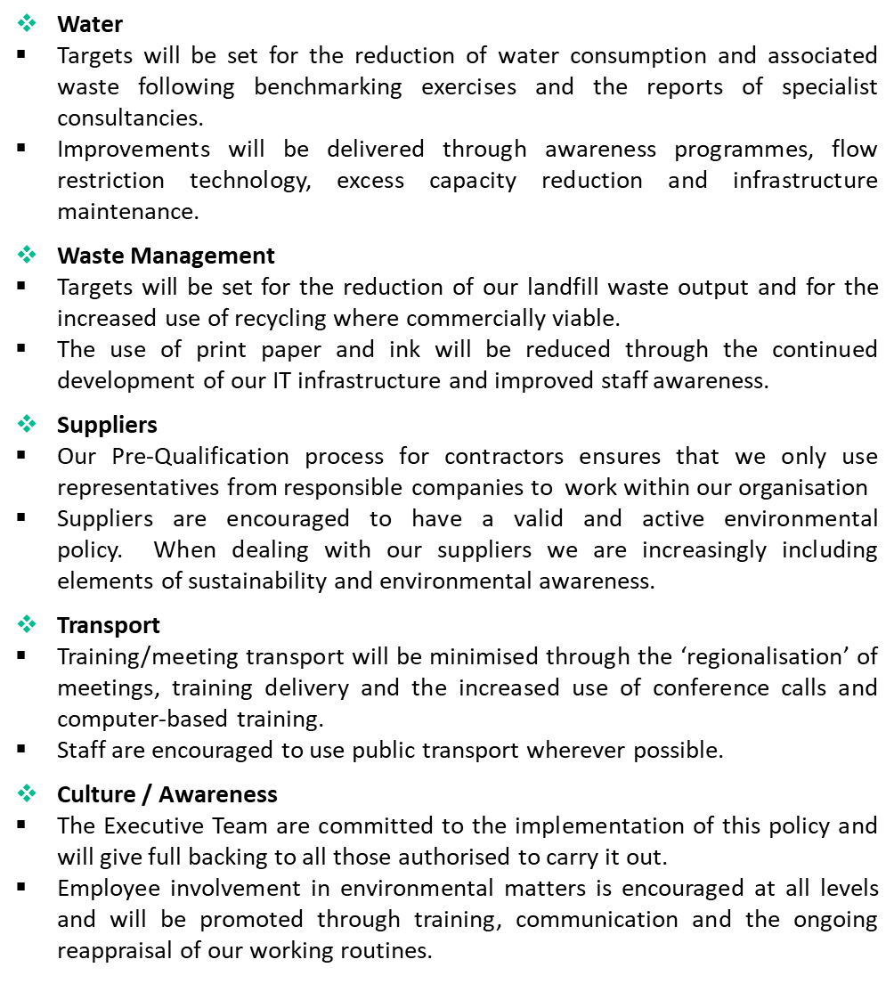 ❖ Water
▪ Targets will be set for the reduction of water consumption and associated
waste following benchmarking exercises and the reports of specialist
consultancies.
▪ Improvements will be delivered through awareness programmes, flow
restriction technology, excess capacity reduction and infrastructure
maintenance.
❖ Waste Management
▪ Targets will be set for the reduction of our landfill waste output and for the
increased use of recycling where commercially viable.
▪ The use of print paper and ink will be reduced through the continued
development of our IT infrastructure and improved staff awareness.
❖ Suppliers
▪ Our Pre-Qualification process for contractors ensures that we only use
representatives from responsible companies to work within our organisation
▪ Suppliers are encouraged to have a valid and active environmental
policy. When dealing with our suppliers we are increasingly including
elements of sustainability and environmental awareness.
❖ Transport
▪ Training/meeting transport will be minimised through the ‘regionalisation’ of
meetings, training delivery and the increased use of conference calls and
computer-based training.
▪ Staff are encouraged to use public transport wherever possible.
❖ Culture / Awareness
▪ The Executive Team are committed to the implementation of this policy and
will give full backing to all those authorised to carry it out.
▪ Employee involvement in environmental matters is encouraged at all levels
and will be promoted through training, communication and the ongoing
reappraisal of our working routines.